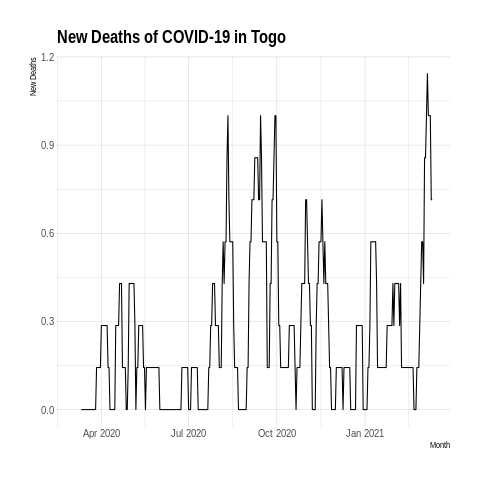 New Deaths of COVID-19 in Togo
New Deaths
1.2
0.9
0.6
0.3
0.0
Apr 2020 Jul 2020 Oct 2020 Jan 2021
Month